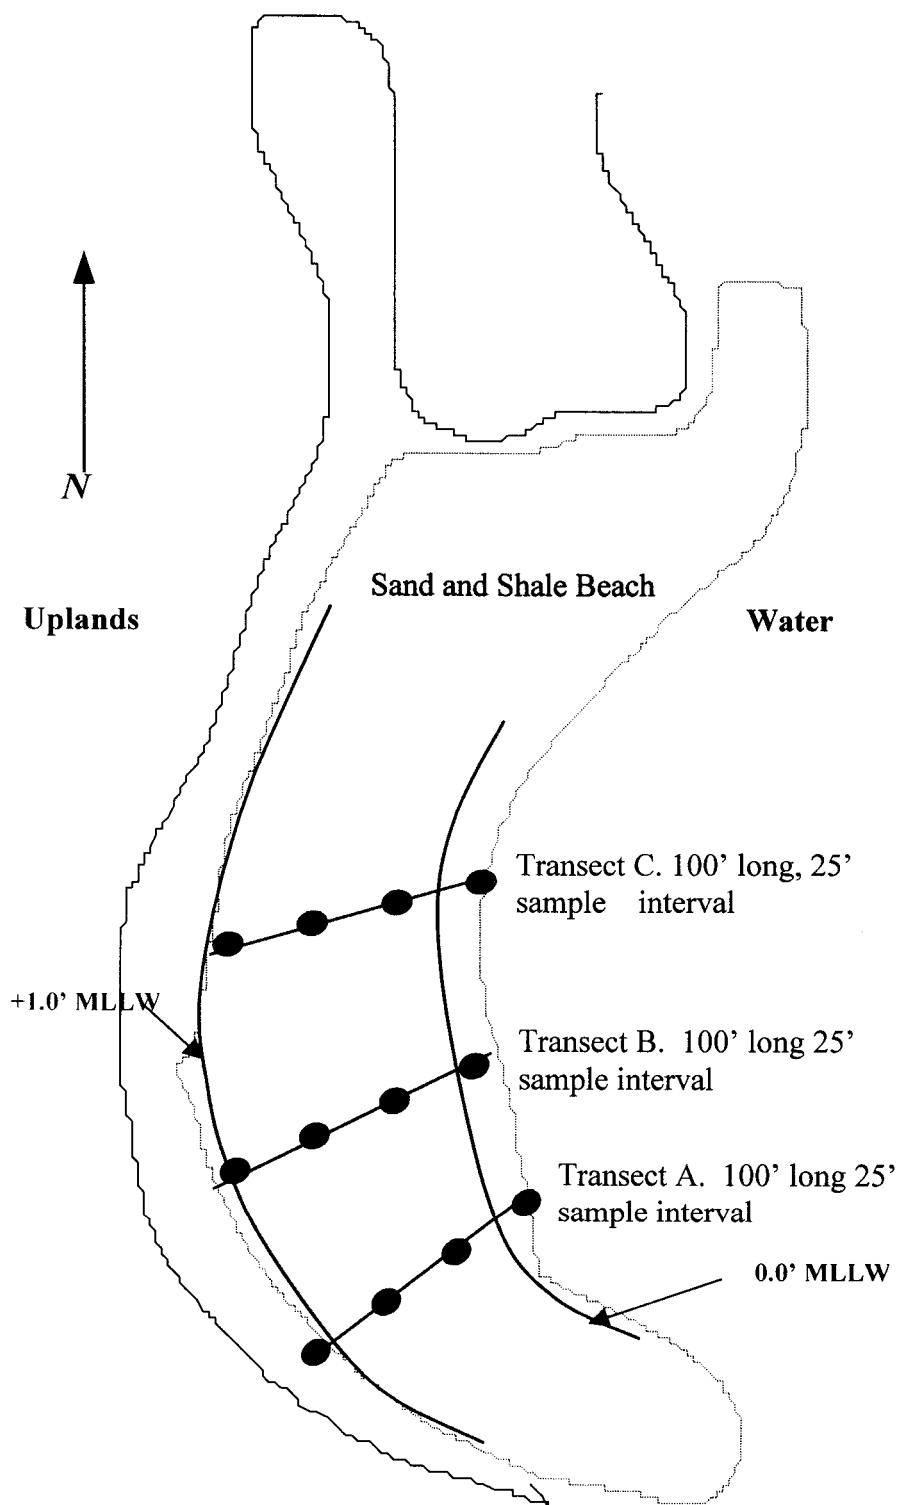 N
Sand and Shale Beach
Uplands
Water
Transect C. 100’ long, 25’
sample interval
+1.0’ MLLW
Transect B. 100’ long 25’
sample interval
Transect A. 100’ long 25’
sample interval
0.0’ MLLW